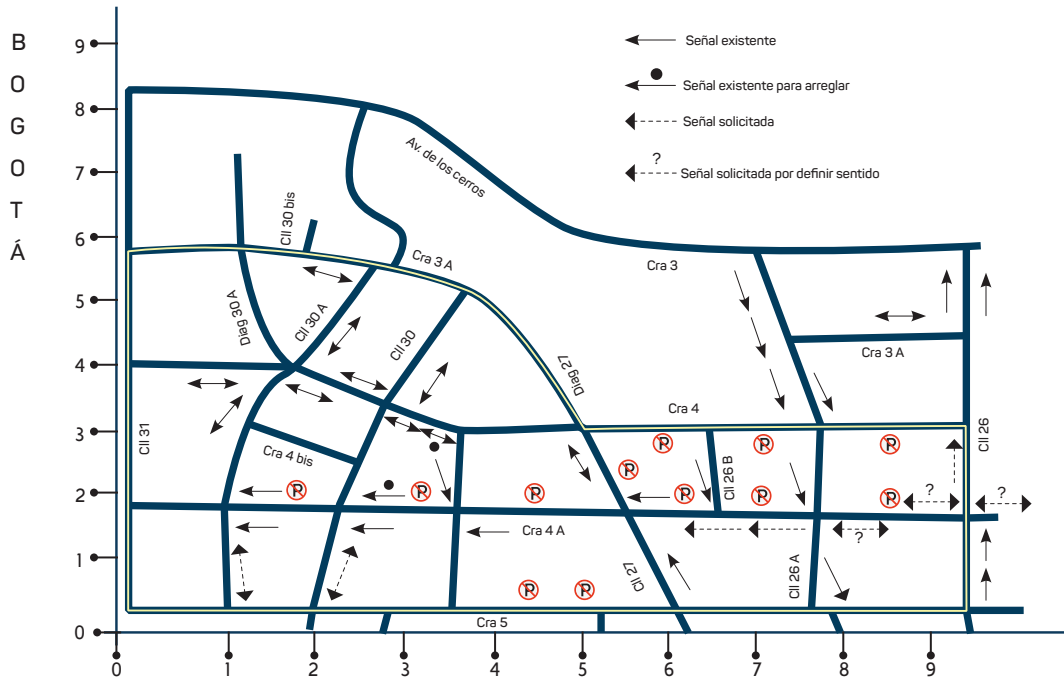 B
O
G
O
T
Á
9
8
7
6
5
4
3
2
1
0
0
1
2
3
4
5
6
7
8
9
Señal existente
Señal existente para arreglar
Señal solicitada
?
Señal solicitada por definir sentido
Av. de los cerros
Cll 30 bis
Cra 3 A
Cra 3
Diag 30 A
Cll 30 A
Cll 30
Diag 27
Cra 3 A
Cra 4
Cll 31
Cra 4 bis
Cll 26 B
Cll 26
P
P
P
P
P
P
P
P
P
P
P
P
?
?
?
Cra 4 A
Cll 27
Cll 26 A
Cra 5